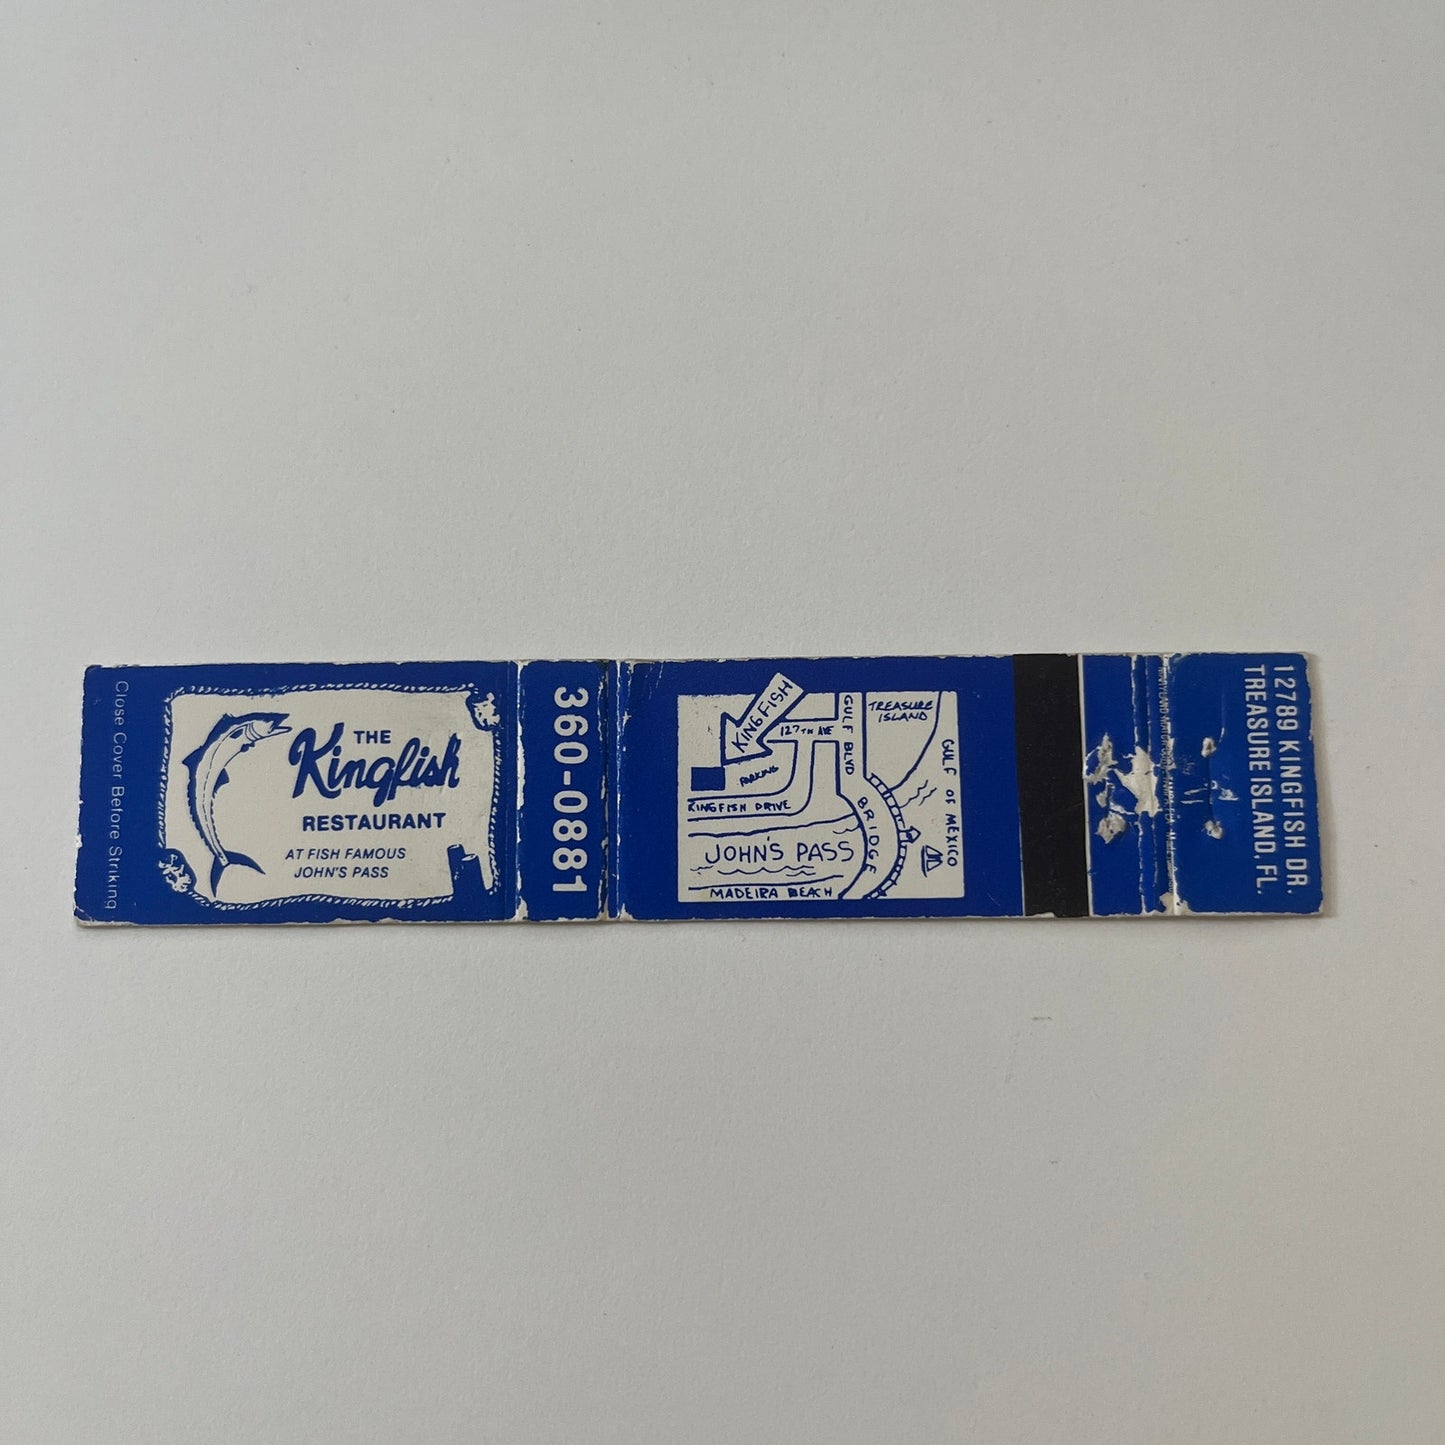 Close Cover Before Striking
THE
Kingfish
RESTAURANT
AT FISH FAMOUS
JOHN'S PASS
360-0881
KINGFISH
127TH AVE
PARKING
KINGFISH DRIVE
GULF BLVD
TREASURE
ISLAND
GULF OF MEXICO
BRIDGE
JOHN'S PASS
MADEIRA BEACH
12789 KINGFISH DR.
TREASURE ISLAND, FL.